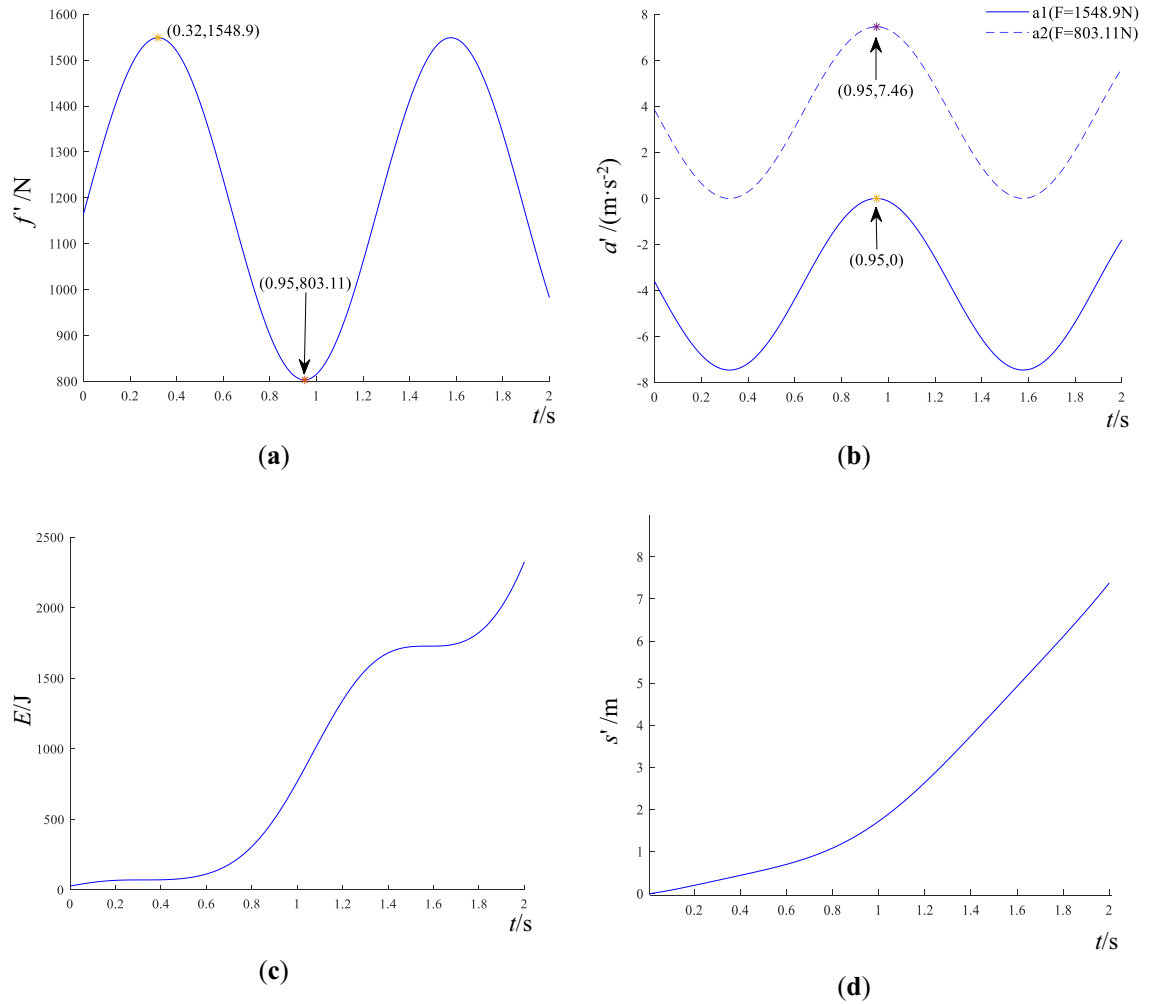 1600
1500
1400
1300
1200
1100
1000
900
800
f'/N
(0.32,1548.9)
(0.95,803.11)
0 0.2 0.4 0.6 0.8 1 1.2 1.4 1.6 1.8 2
t/s
(a)
a1(F=1548.9N)
a2(F=803.11N)
8
6
4
2
0
-2
-4
-6
-8
a'/(m·s-2)
(0.95,7.46)
(0.95,0)
0 0.2 0.4 0.6 0.8 1 1.2 1.4 1.6 1.8 2
t/s
(b)
2500
2000
1500
1000
500
0
E/J
0 0.2 0.4 0.6 0.8 1 1.2 1.4 1.6 1.8 2
t/s
(c)
8
7
6
5
4
3
2
1
0
s'/m
0.2 0.4 0.6 0.8 1 1.2 1.4 1.6 1.8 2
t/s
(d)